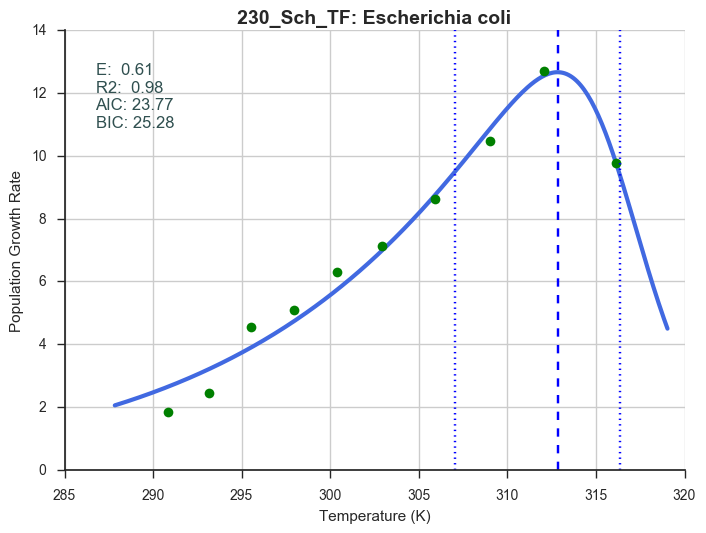 230_Sch_TF: Escherichia coli
E:  0.61
R2:  0.98
AIC: 23.77
BIC: 25.28
Population Growth Rate
14
12
10
8
6
4
2
0
285 290 295 300 305 310 315 320
Temperature (K)